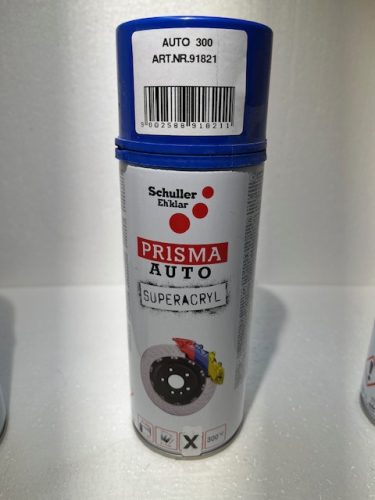 AUTO 300
ART.NR.91821
9 002588 918211
Schuller
Eh'klar
PRISMA
AUTO
SUPERACRYL
X
300